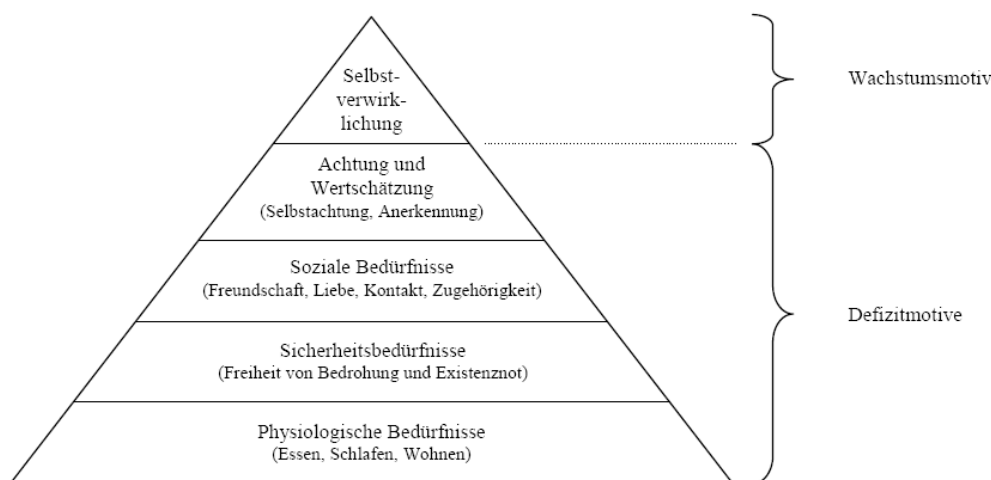 Selbst-
verwirk-
lichung
Wachstumsmotiv
Achtung und
Wertschätzung
(Selbstachtung, Anerkennung)
Soziale Bedürfnisse
(Freundschaft, Liebe, Kontakt, Zugehörigkeit)
Defizitmotive
Sicherheitsbedürfnisse
(Freiheit von Bedrohung und Existenznot)
Physiologische Bedürfnisse
(Essen, Schlafen, Wohnen)